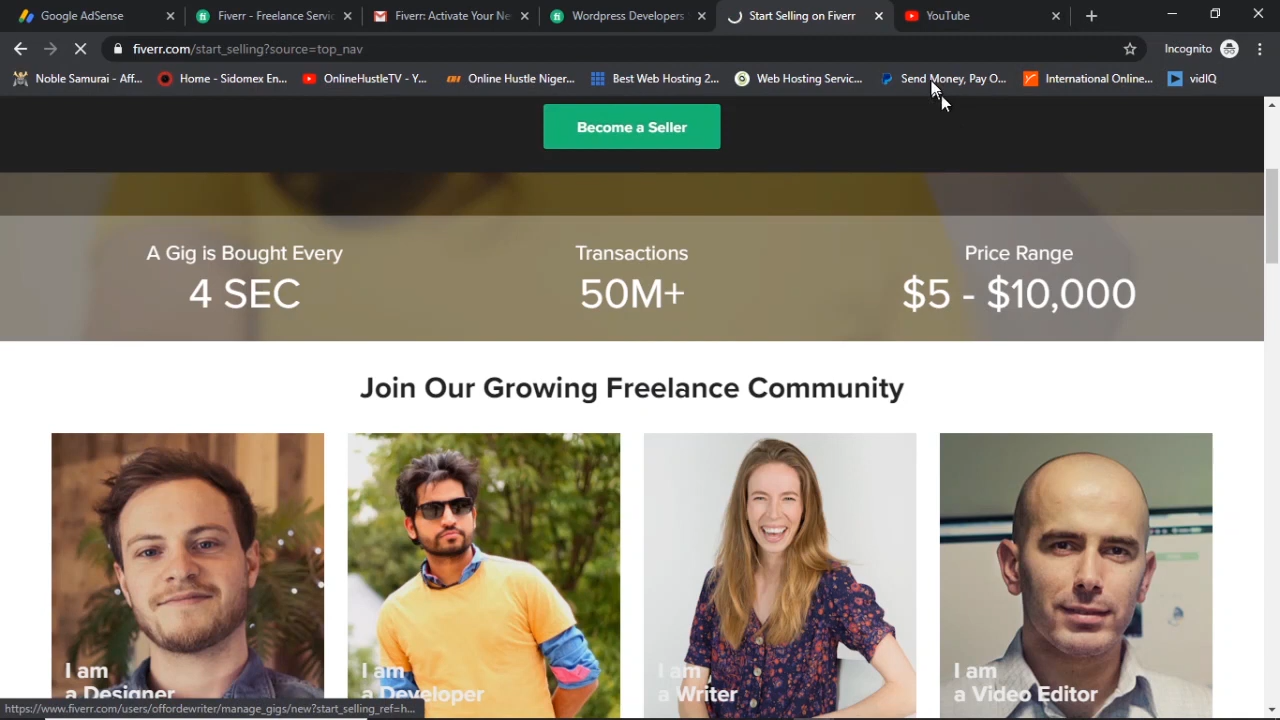 Google AdSense
Fiverr - Freelance Servic
Fiverr: Activate Your Ne
Wordpress Developers
Start Selling on Fiverr
YouTube
fiverr.com/start_selling?source=top_nav
Incognito
Noble Samurai - Aff...
Home - Sidomex En...
OnlineHustleTV - Y...
Online Hustle Niger...
Best Web Hosting 2...
Web Hosting Servic...
Send Money, Pay O...
International Online...
vidIQ
Become a Seller
A Gig is Bought Every
4 SEC
Transactions
50M+
Price Range
$5 - $10,000
Join Our Growing Freelance Community
I am
a Designer
I am
a Developer
I am
a Writer
I am
a Video Editor
https://www.fiverr.com/users/offordewriter/manage_gigs/new?start_selling_ref=h...